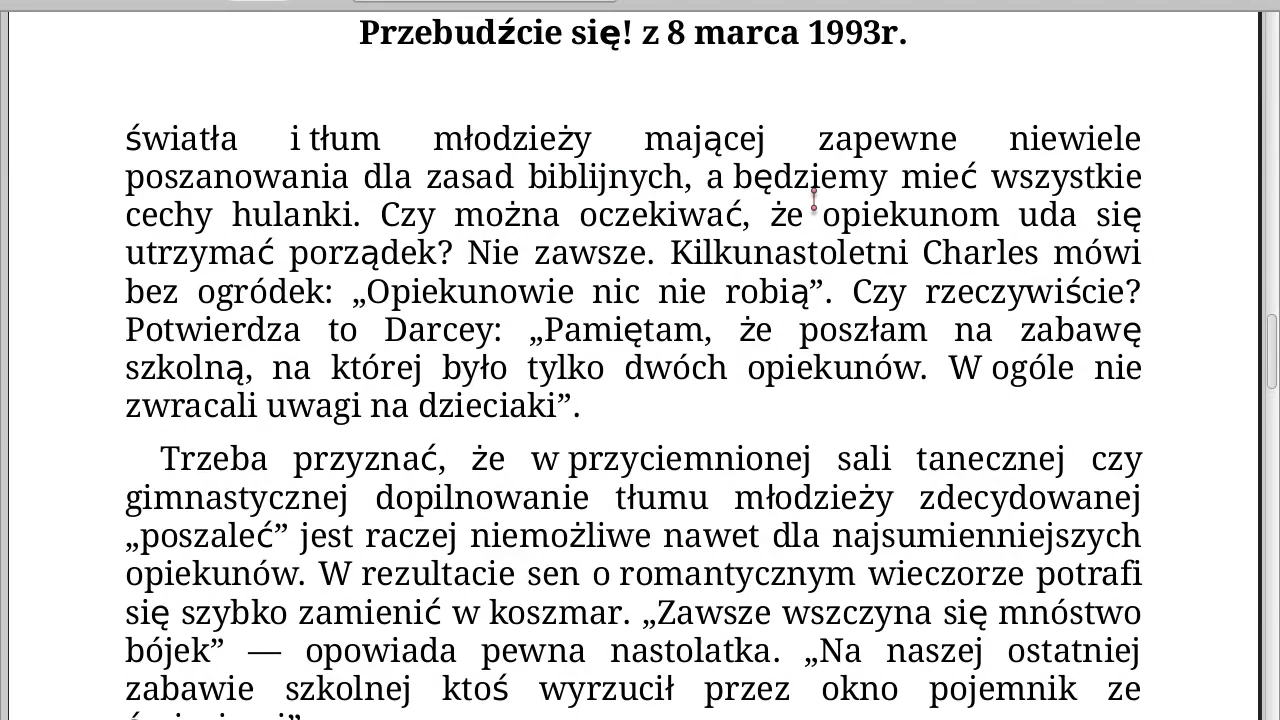 Przebudźcie się! z 8 marca 1993r.
światła i tłum młodzieży mającej zapewne niewiele
poszanowania dla zasad biblijnych, a będziemy mieć wszystkie
cechy hulanki. Czy można oczekiwać, że opiekunom uda się
utrzymać porządek? Nie zawsze. Kilkunastoletni Charles mówi
bez ogródek: „Opiekunowie nic nie robią”. Czy rzeczywiście?
Potwierdza to Darcey: „Pamiętam, że poszłam na zabawę
szkolną, na której było tylko dwóch opiekunów. W ogóle nie
zwracali uwagi na dzieciaki”.
Trzeba przyznać, że w przyciemnionej sali tanecznej czy
gimnastycznej dopilnowanie tłumu młodzieży zdecydowanej
„poszaleć” jest raczej niemożliwe nawet dla najsumienniejszych
opiekunów. W rezultacie sen o romantycznym wieczorze potrafi
się szybko zamienić w koszmar. „Zawsze wszczyna się mnóstwo
bójek” — opowiada pewna nastolatka. „Na naszej ostatniej
zabawie szkolnej ktoś wyrzucił przez okno pojemnik ze